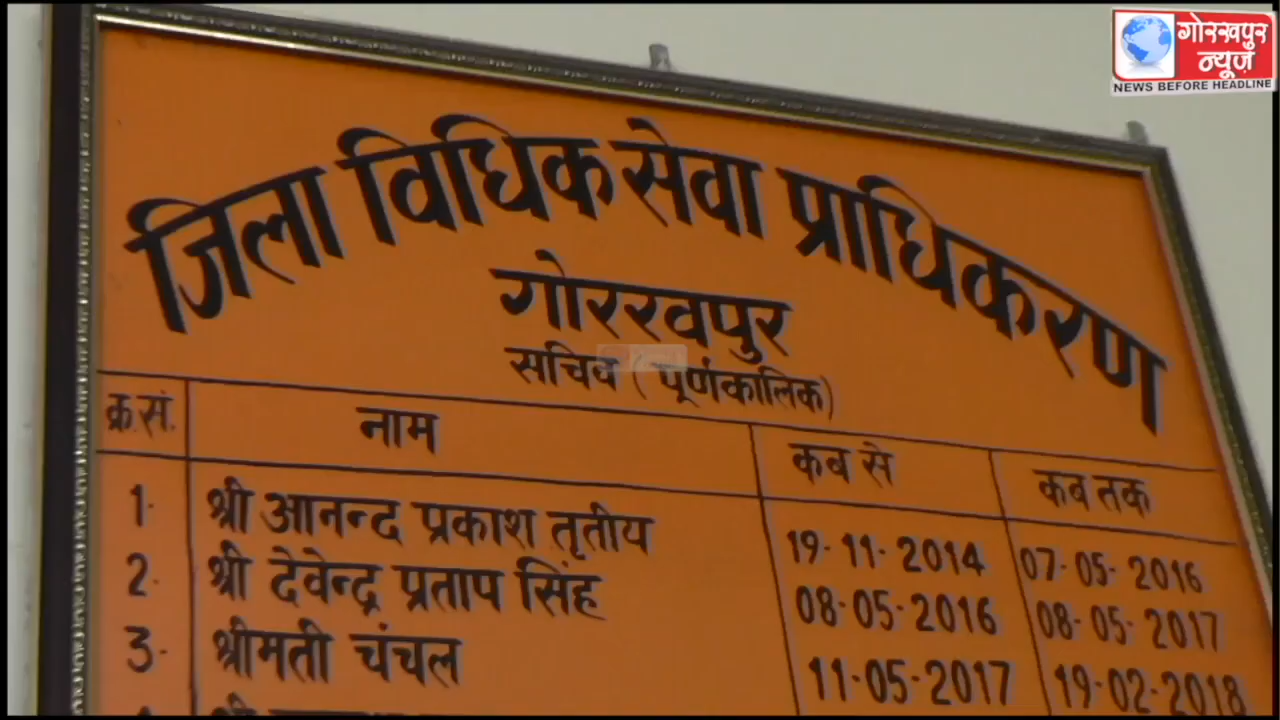 गोरखपुर
न्यूज़
NEWS BEFORE HEADLINE
जिला विधिक सेवा प्राधिकरण
गोरखपुर
सचिव (पूर्णकालिक)
क्र.सं. नाम कब से कब तक
1. श्री आनन्द प्रकाश तृतीय 19-11-2014 07-05-2016
2. श्री देवेन्द्र प्रताप सिंह 08-05-2016 08-05-2017
3. श्रीमती चंचल 11-05-2017 19-02-2018